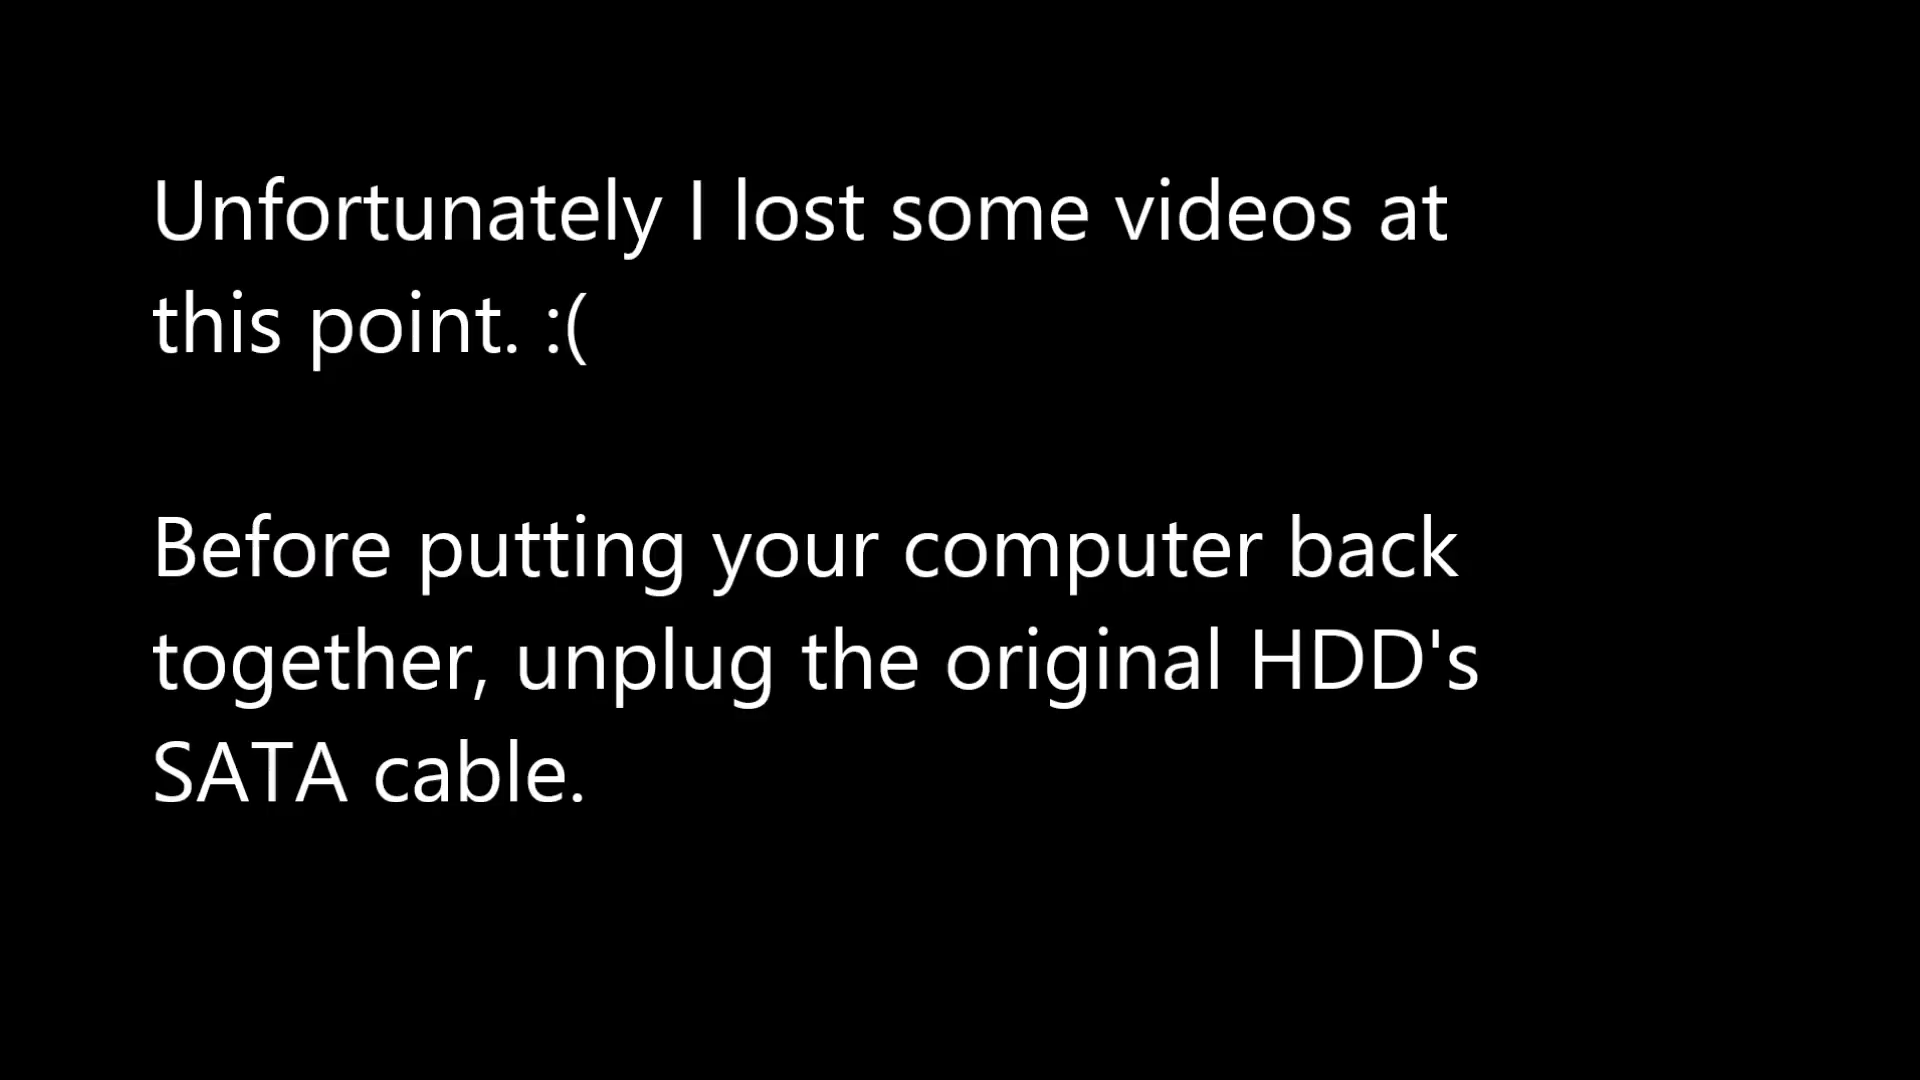 Unfortunately I lost some videos at
this point. :(
Before putting your computer back
together, unplug the original HDD's
SATA cable.